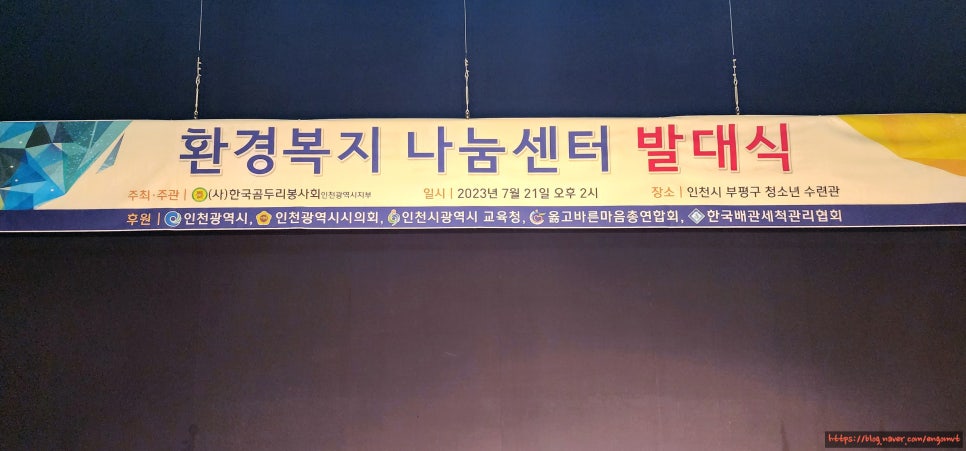 환경복지 나눔센터 발대식
주최·주관 | (사)한국곰두리봉사회인천광역시지부 일시 | 2023년 7월 21일 오후 2시 장소 | 인천시 부평구 청소년 수련관
후원 | 인천광역시, 인천광역시시의회, 인천시광역시 교육청, 옳고바른마음총연합회, 한국배관세척관리협회
https://blog.naver.com/engsmvt